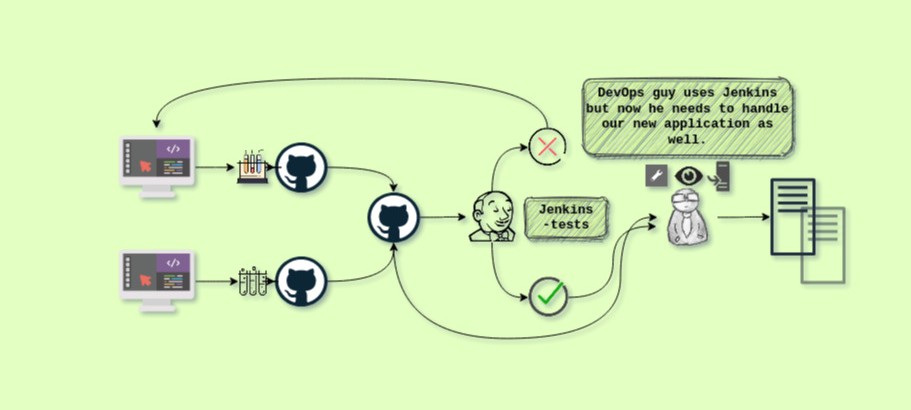 DevOps guy uses Jenkins
but now he needs to handle
our new application as
well.
</>
</>
Jenkins
-tests